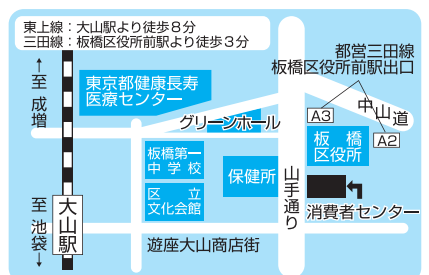 東上線：大山駅より徒歩８分
三田線：板橋区役所前駅より徒歩３分
↑至 成増
東京都健康長寿
医療センター
都営三田線
板橋区役所前駅出口
中山道
A3
A2
グリーンホール
板橋
区役所
板橋第一
中学校
保健所
山手通り
区立
文化会館
消費者センター
大山駅
至 池袋↓
遊座大山商店街